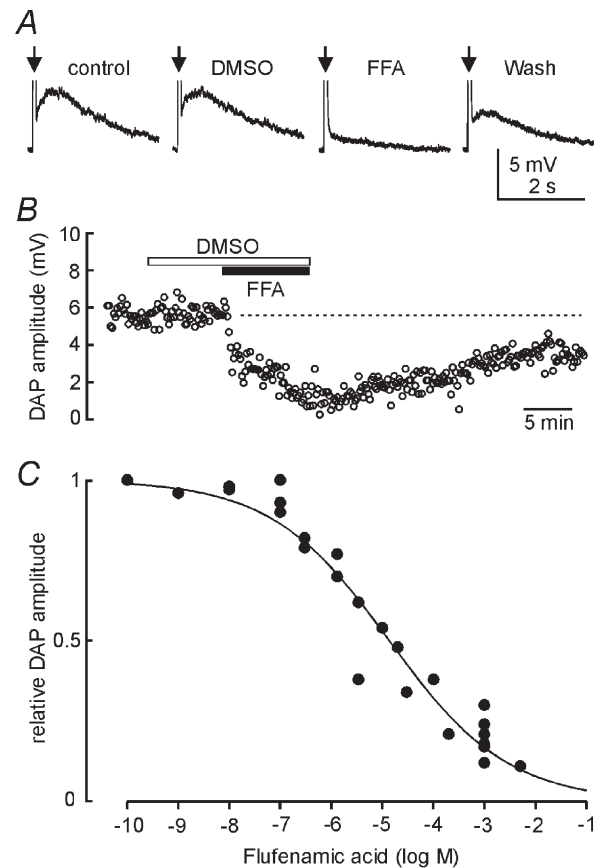 A
control DMSO FFA Wash
5 mV
2 s
B
10
8
6
4
2
0
DAP amplitude (mV)
DMSO
FFA
5 min
C
1
0.5
0
relative DAP amplitude
-10 -9 -8 -7 -6 -5 -4 -3 -2 -1
Flufenamic acid (log M)